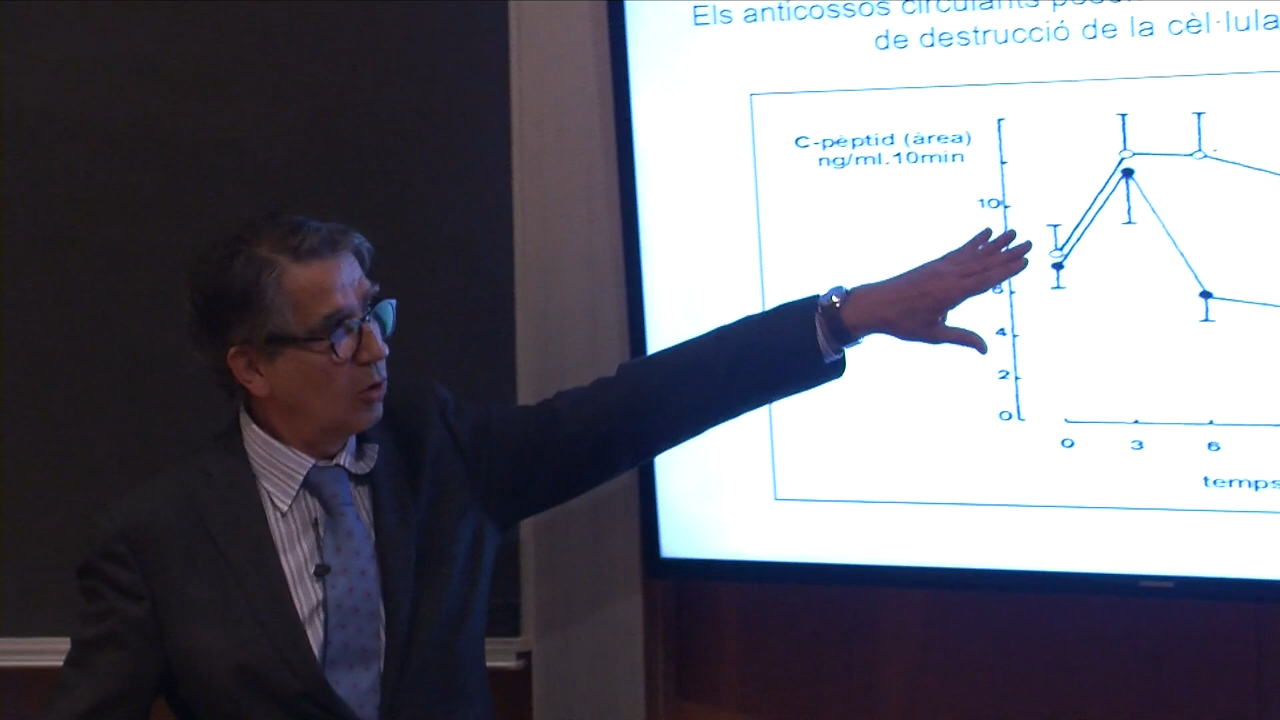 Els anticossos circulants
de destrucció de la cèl·lula
C-pèptid (àrea)
ng/ml.10min
10
8
4
2
0
0 3 6
temps